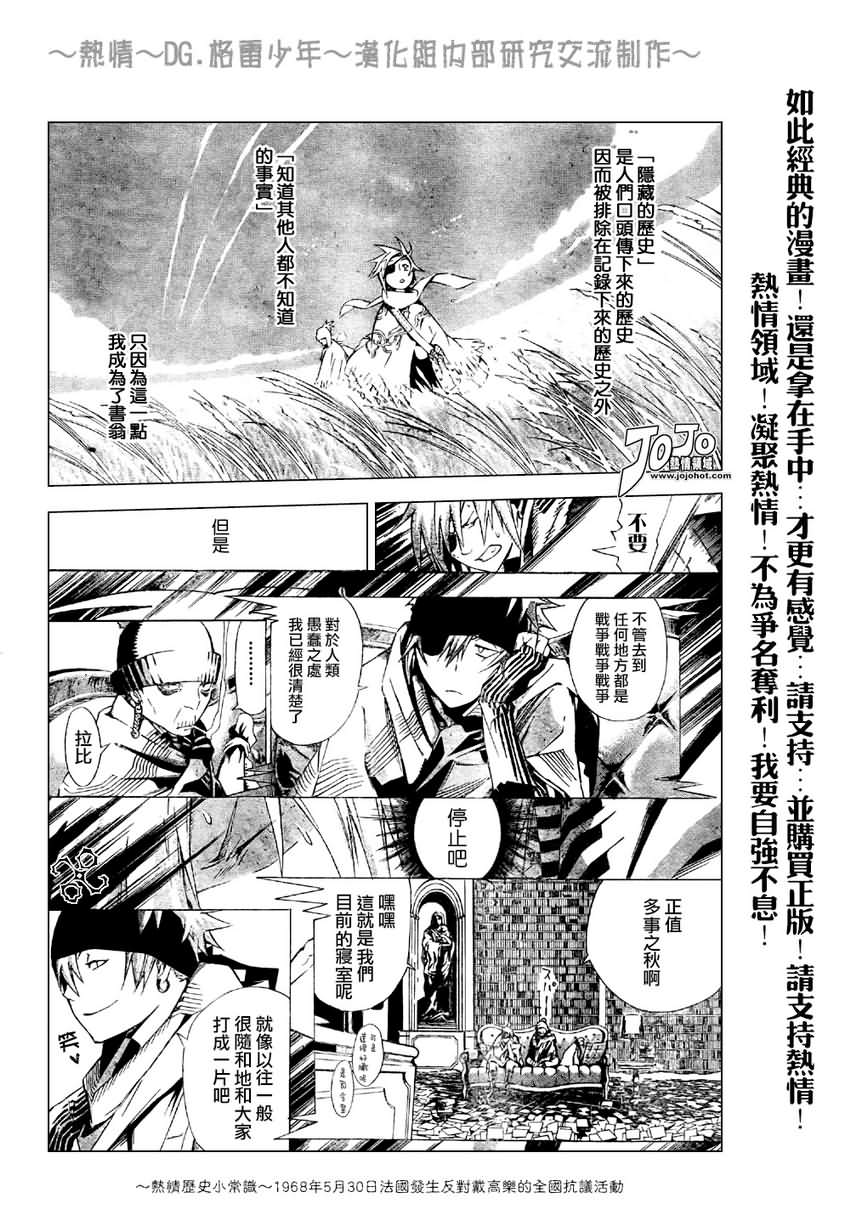 ～熱情～DG.格雷少年～漢化組內部研究交流制作～
如此經典的漫畫！還是拿在手中…才更有感覺…請支持…並購買正版！請支持熱情！
熱情領域！凝聚熱情！不為爭名奪利！我要自強不息！
「隱藏的歷史」
是人們口頭傳下來的歷史
因而被排除在記錄下來的歷史之外
「知道其他人都不知道
的事實」
只因為這一點
我成為了書翁
JOJO
熱情領域
www.jojohot.com
不要
但是
不管去到
任何地方都是
戰爭戰爭戰爭
對於人類
愚蠢之處
我已經很清楚了
………
拉比
停止吧
正值
多事之秋啊
スパ
嘿嘿
這就是我們
目前的寢室呢
就像以往一般
很隨和地和大家
打成一片吧
～熱情歷史小常識～1968年5月30日法國發生反對戴高樂的全國抗議活動